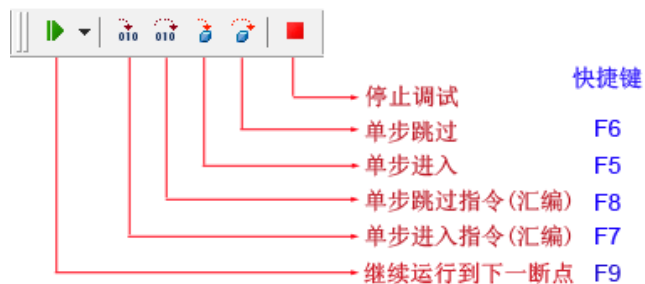 010 010
快捷键
停止调试
单步跳过 F6
单步进入 F5
单步跳过指令(汇编) F8
单步进入指令(汇编) F7
继续运行到下一断点 F9